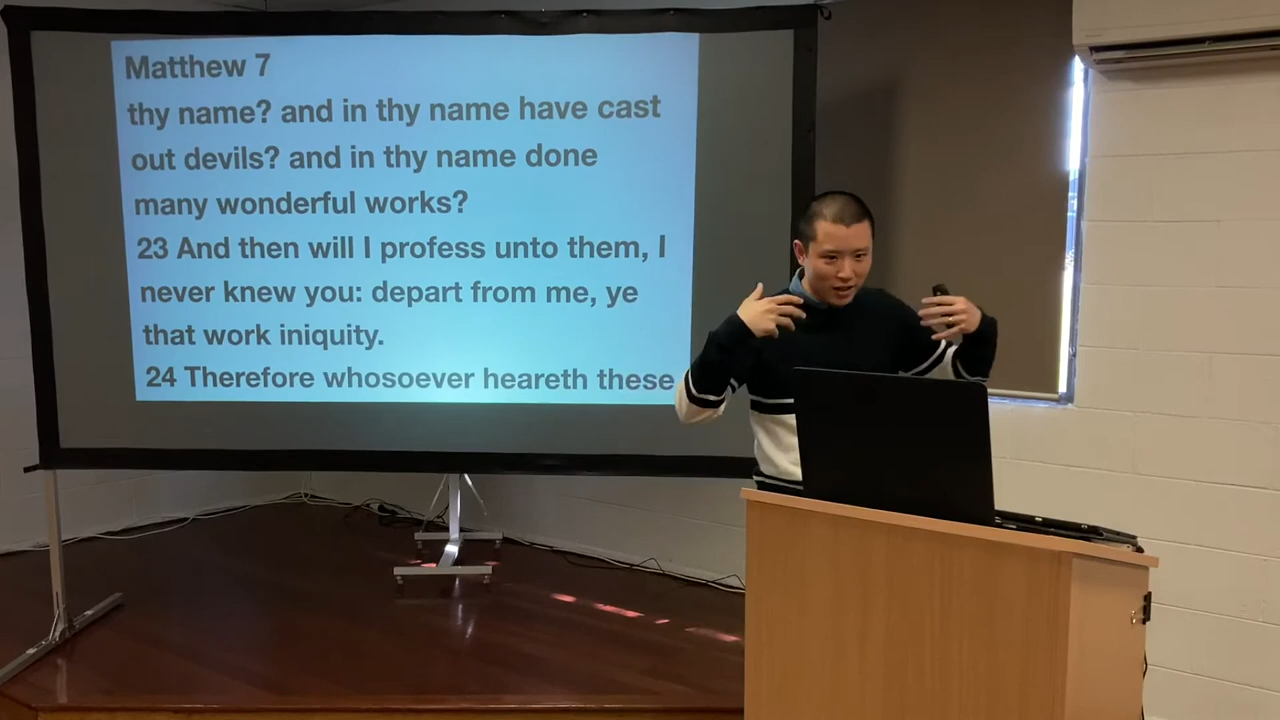 Matthew 7
thy name? and in thy name have cast
out devils? and in thy name done
many wonderful works?
23 And then will I profess unto them, I
never knew you: depart from me, ye
that work iniquity.
24 Therefore whosoever heareth these